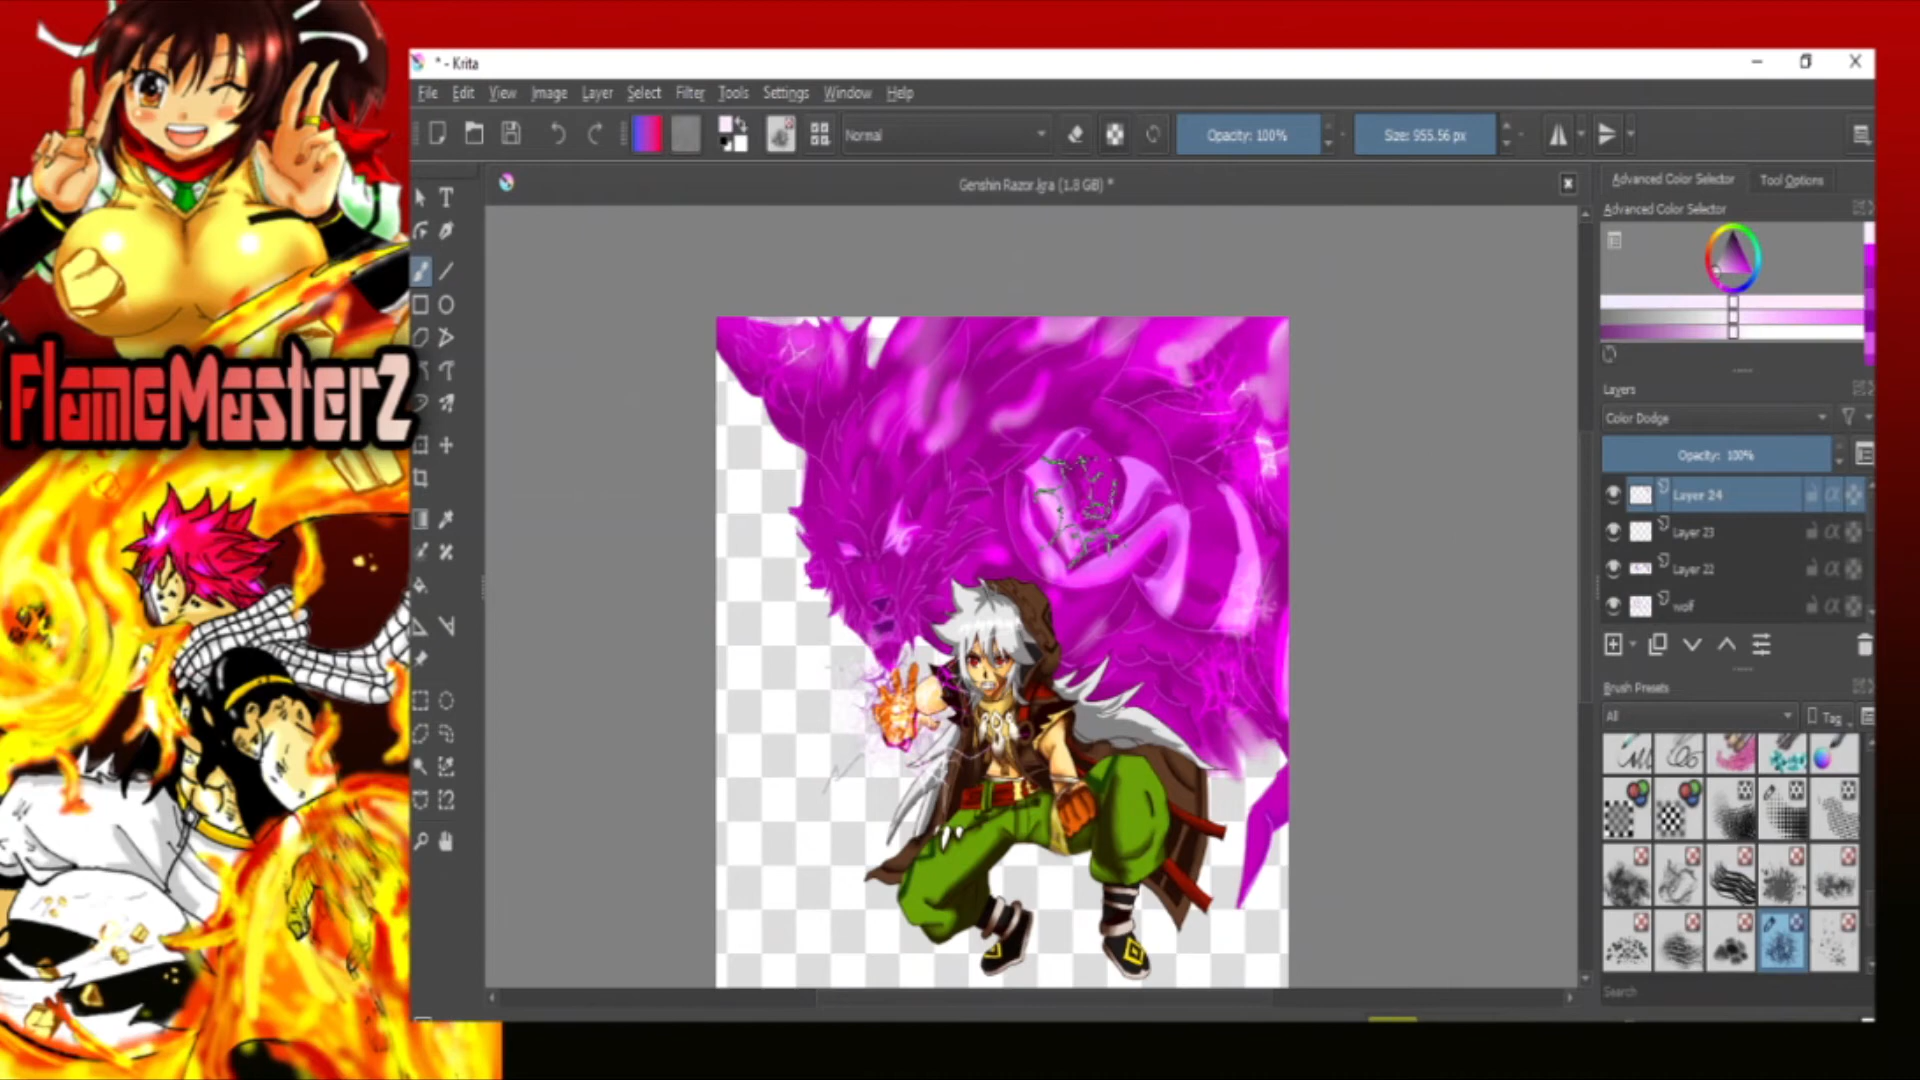 * - Krita
File Edit View Image Layer Select Filter Tools Settings Window Help
Normal
Opacity: 100%
Size: 955.56 px
Genshin Razor.kra (1.8 GB) *
Advanced Color Selector
Tool Options
Advanced Color Selector
Layers
Color Dodge
Opacity: 100%
Layer 24
Layer 23
Layer 22
wolf
Brush Presets
All
Tag
Search
FlameMasterZ